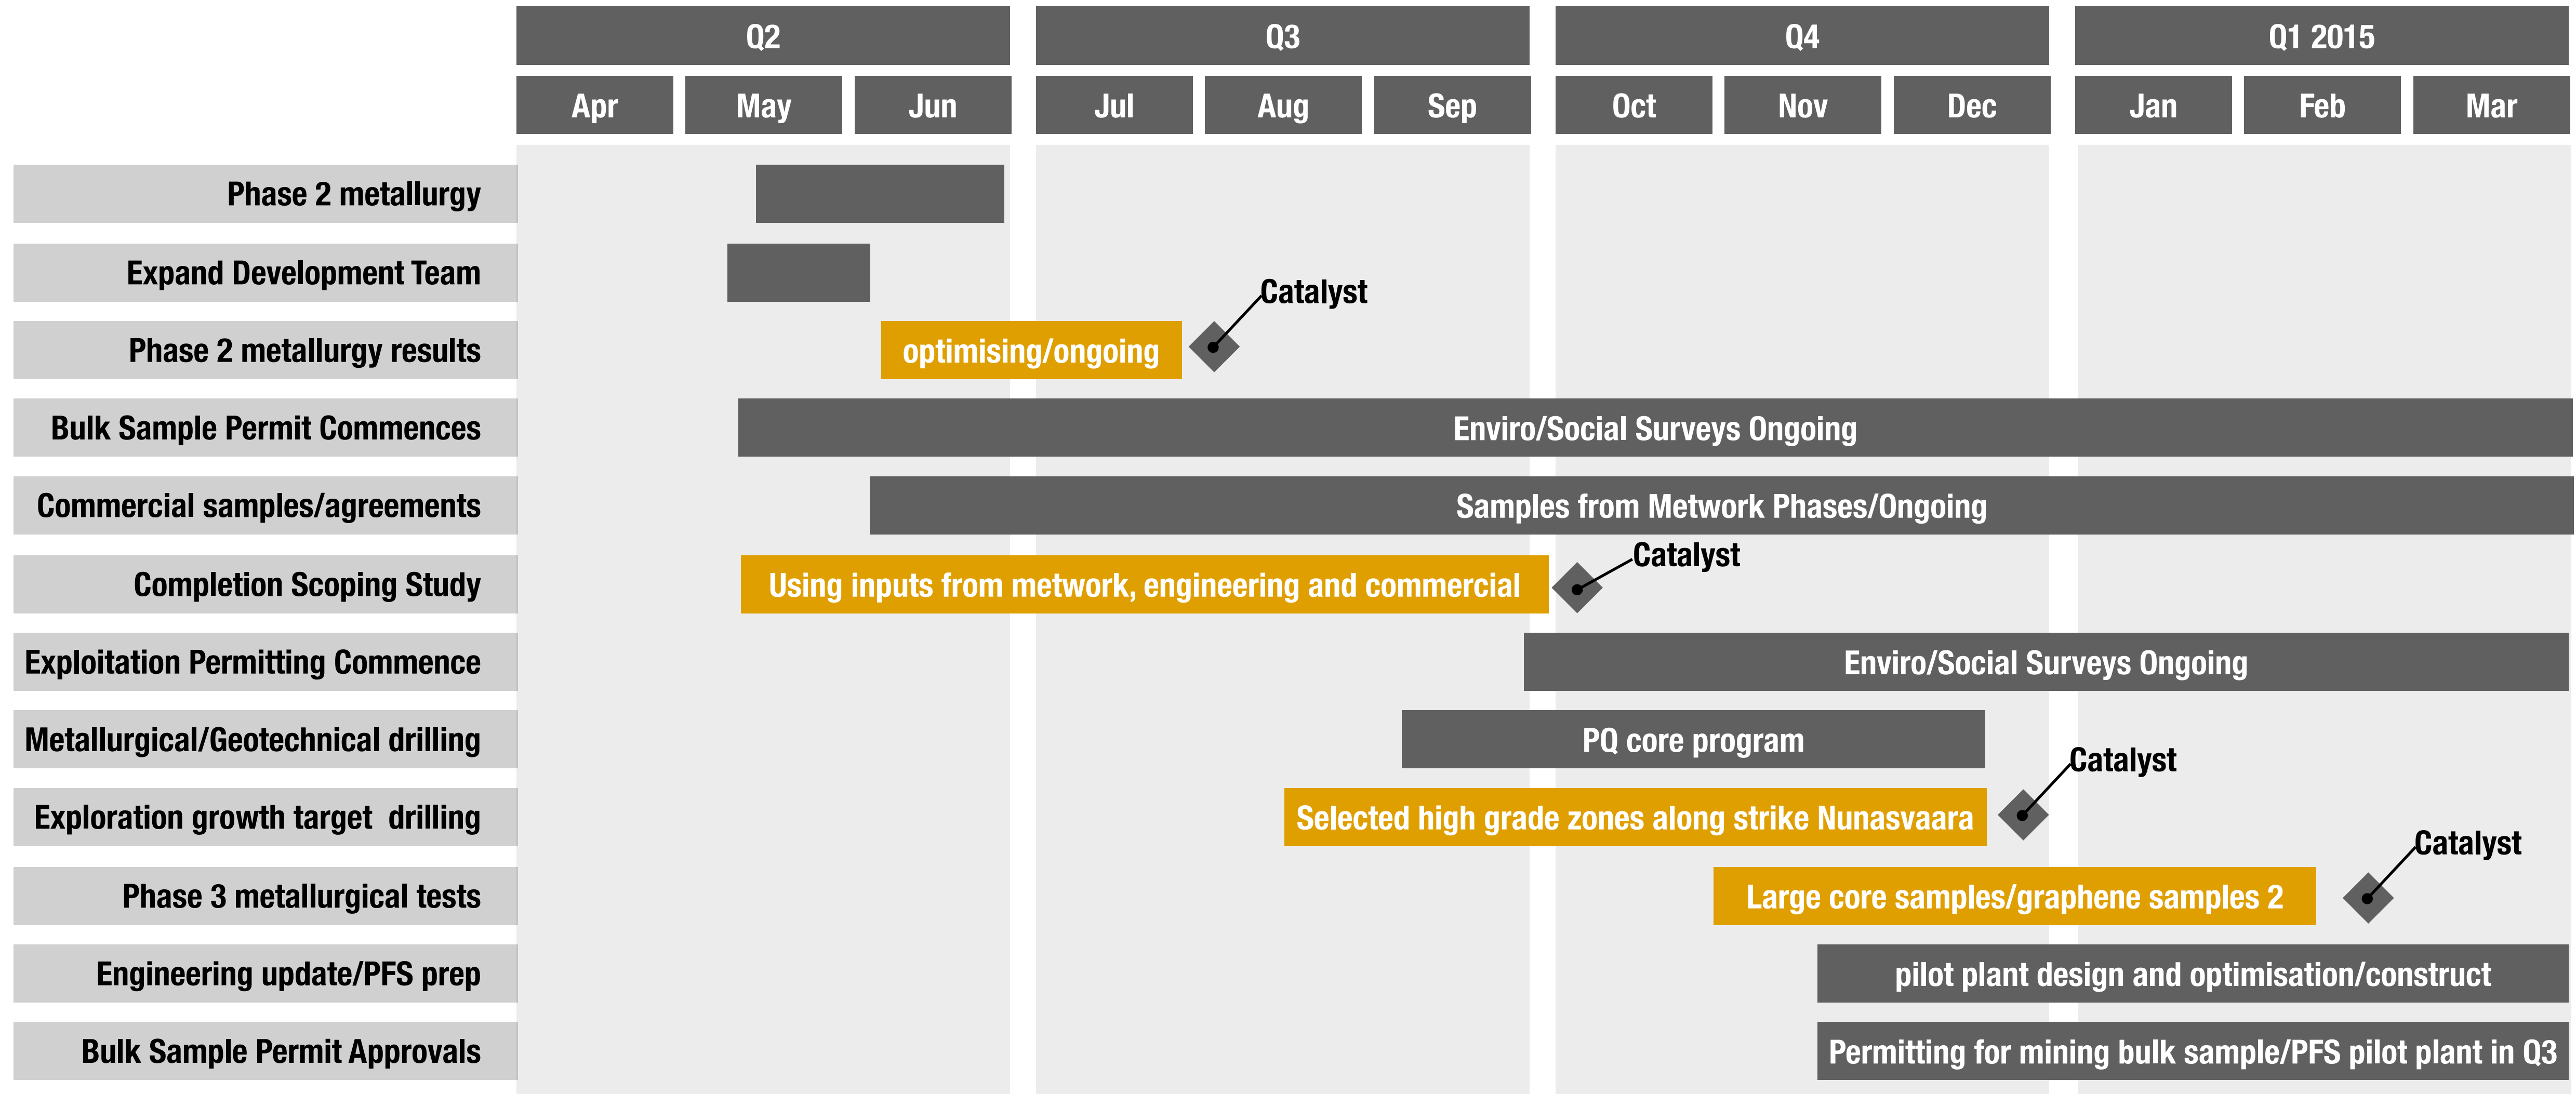 Q2 Q3 Q4 Q1 2015
Apr May Jun Jul Aug Sep Oct Nov Dec Jan Feb Mar
Phase 2 metallurgy
Expand Development Team
Catalyst
Phase 2 metallurgy results optimising/ongoing
Bulk Sample Permit Commences Enviro/Social Surveys Ongoing
Commercial samples/agreements Samples from Metwork Phases/Ongoing
Catalyst
Completion Scoping Study Using inputs from metwork, engineering and commercial
Exploitation Permitting Commence Enviro/Social Surveys Ongoing
Metallurgical/Geotechnical drilling PQ core program
Catalyst
Exploration growth target drilling Selected high grade zones along strike Nunasvaara
Catalyst
Phase 3 metallurgical tests Large core samples/graphene samples 2
Engineering update/PFS prep pilot plant design and optimisation/construct
Bulk Sample Permit Approvals Permitting for mining bulk sample/PFS pilot plant in Q3